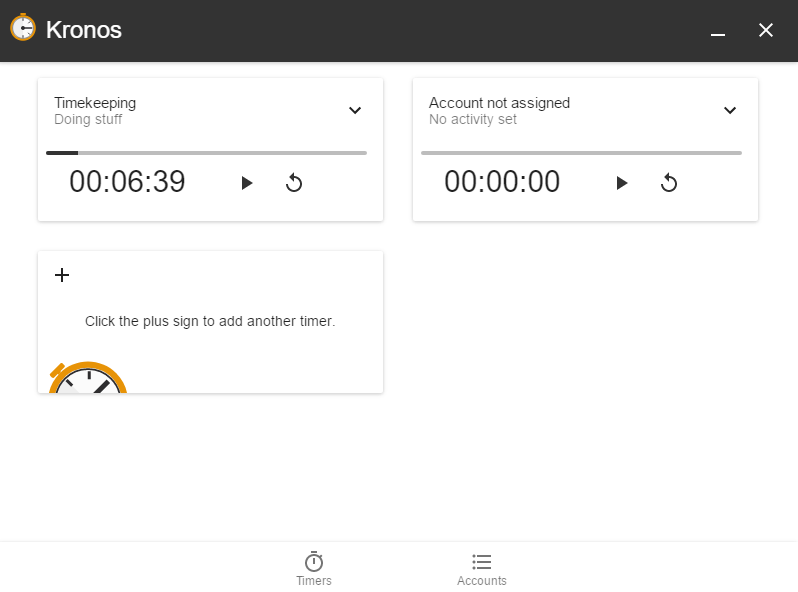 Kronos
Timekeeping
Doing stuff
00:06:39
Account not assigned
No activity set
00:00:00
Click the plus sign to add another timer.
Timers
Accounts